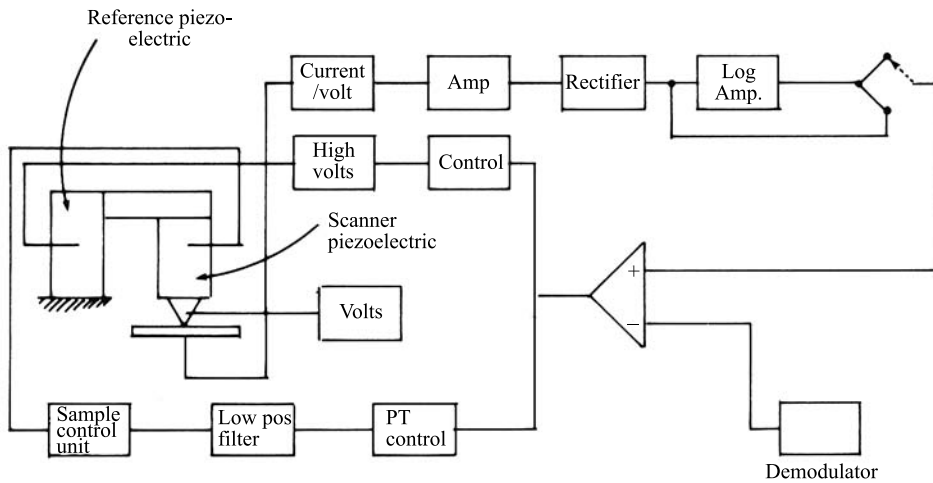 Reference piezo-
electric
Current
/volt
Amp
Rectifier
Log
Amp.
High
volts
Control
Scanner
piezoelectric
+
Volts
−
Sample
control
unit
Low pos
filter
PT
control
Demodulator